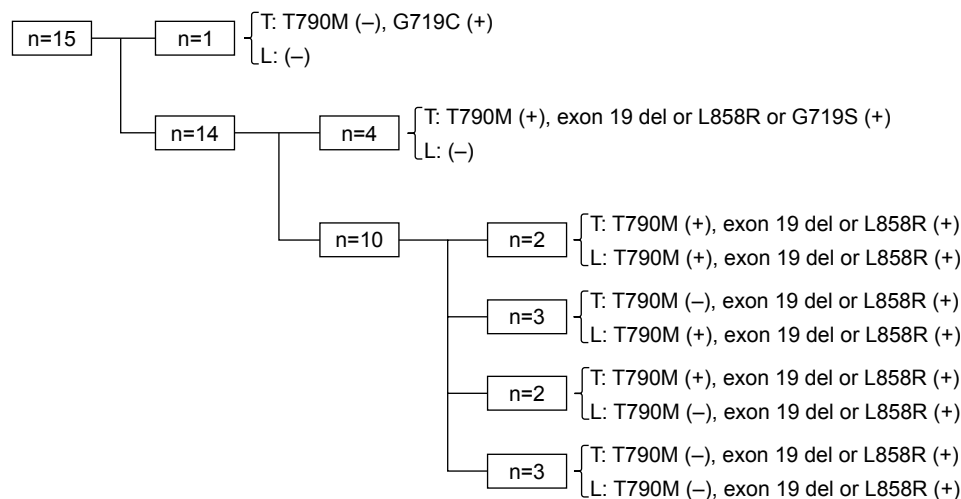 n=15
n=1
T: T790M (–), G719C (+)
L: (–)
n=14
n=4
T: T790M (+), exon 19 del or L858R or G719S (+)
L: (–)
n=10
n=2
T: T790M (+), exon 19 del or L858R (+)
L: T790M (+), exon 19 del or L858R (+)
n=3
T: T790M (–), exon 19 del or L858R (+)
L: T790M (+), exon 19 del or L858R (+)
n=2
T: T790M (+), exon 19 del or L858R (+)
L: T790M (–), exon 19 del or L858R (+)
n=3
T: T790M (–), exon 19 del or L858R (+)
L: T790M (–), exon 19 del or L858R (+)